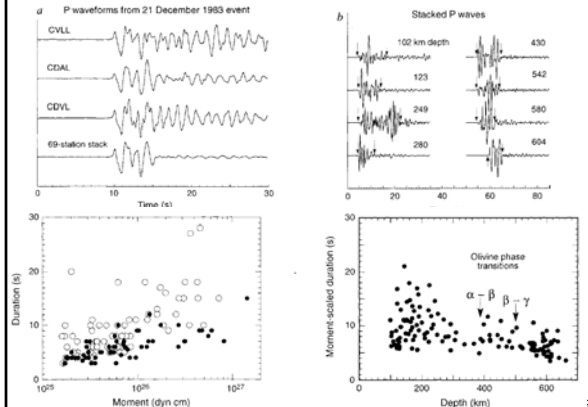 a P waveforms from 21 December 1983 event
CVLL
CDAL
CDVL
69-station stack
0 10 20 30
Time (s)
b Stacked P waves
102 km depth 430
123 542
249 580
280 604
0 20 40 60 80
Duration (s)
30
20
10
0
10^25 10^26 10^27
Moment (dyn cm)
Moment-scaled duration (s)
30
20
10
0
Olivine phase
transitions
α – β
β – γ
0 200 400 600
Depth (km)